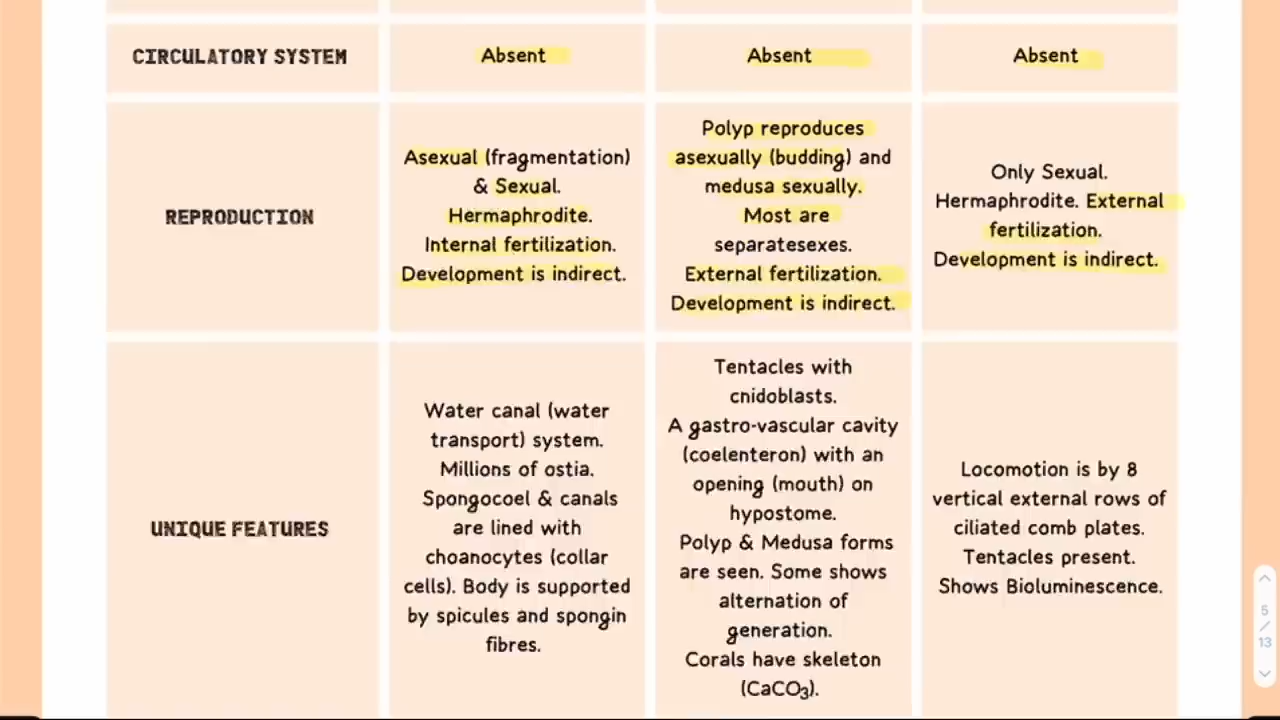 CIRCULATORY SYSTEM
Absent
Absent
Absent
REPRODUCTION
Asexual (fragmentation)
& Sexual.
Hermaphrodite.
Internal fertilization.
Development is indirect.
Polyp reproduces
asexually (budding) and
medusa sexually.
Most are
separatesexes.
External fertilization.
Development is indirect.
Only Sexual.
Hermaphrodite. External
fertilization.
Development is indirect.
UNIQUE FEATURES
Water canal (water
transport) system.
Millions of ostia.
Spongocoel & canals
are lined with
choanocytes (collar
cells). Body is supported
by spicules and spongin
fibres.
Tentacles with
cnidoblasts.
A gastro-vascular cavity
(coelenteron) with an
opening (mouth) on
hypostome.
Polyp & Medusa forms
are seen. Some shows
alternation of
generation.
Corals have skeleton
(CaCO₃).
Locomotion is by 8
vertical external rows of
ciliated comb plates.
Tentacles present.
Shows Bioluminescence.
5
/
13